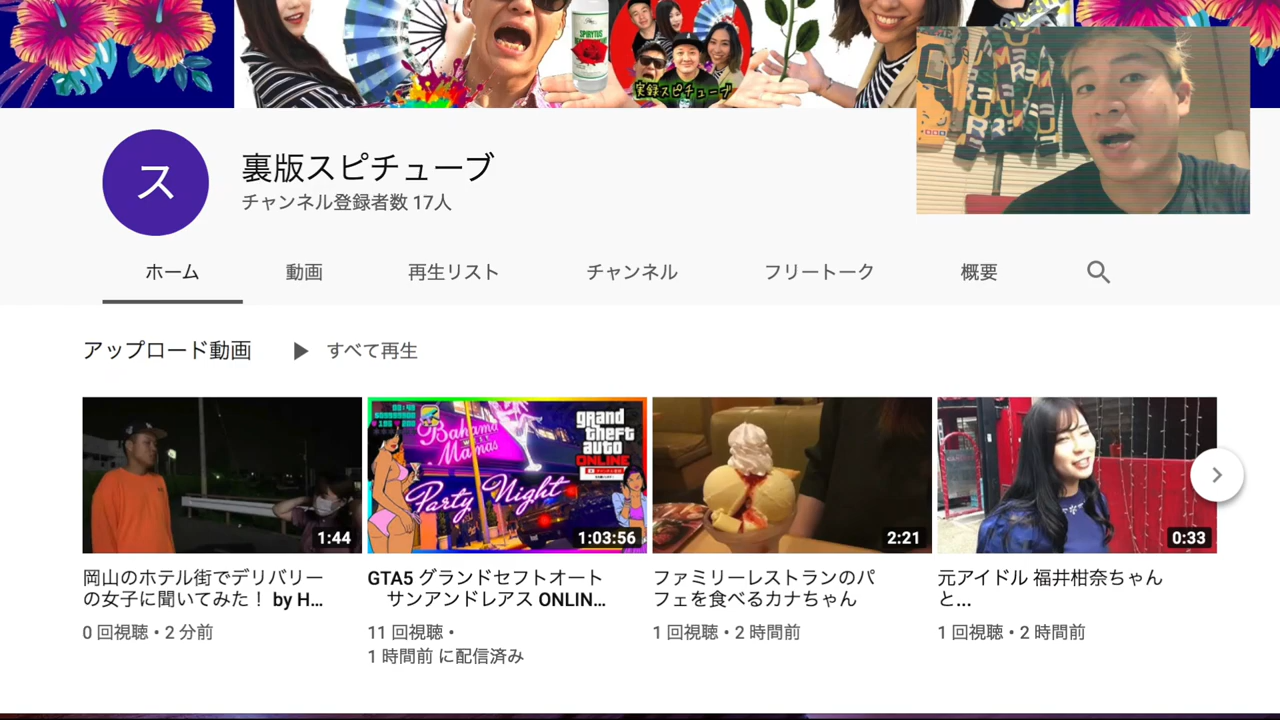 SPIRYTUS
実録スピチューブ
ス
裏版スピチューブ
チャンネル登録者数 17人
ホーム
動画
再生リスト
チャンネル
フリートーク
概要
アップロード動画
すべて再生
Bahama
Mamas
Party Night
grand
theft
auto
ONLINE
1:44
1:03:56
2:21
0:33
岡山のホテル街でデリバリー
の女子に聞いてみた！ by H...
0 回視聴・2 分前
GTA5 グランドセフトオート
サンアンドレアス ONLIN...
11 回視聴・
1 時間前 に配信済み
ファミリーレストランのパ
フェを食べるカナちゃん
1 回視聴・2 時間前
元アイドル 福井柑奈ちゃん
と...
1 回視聴・2 時間前